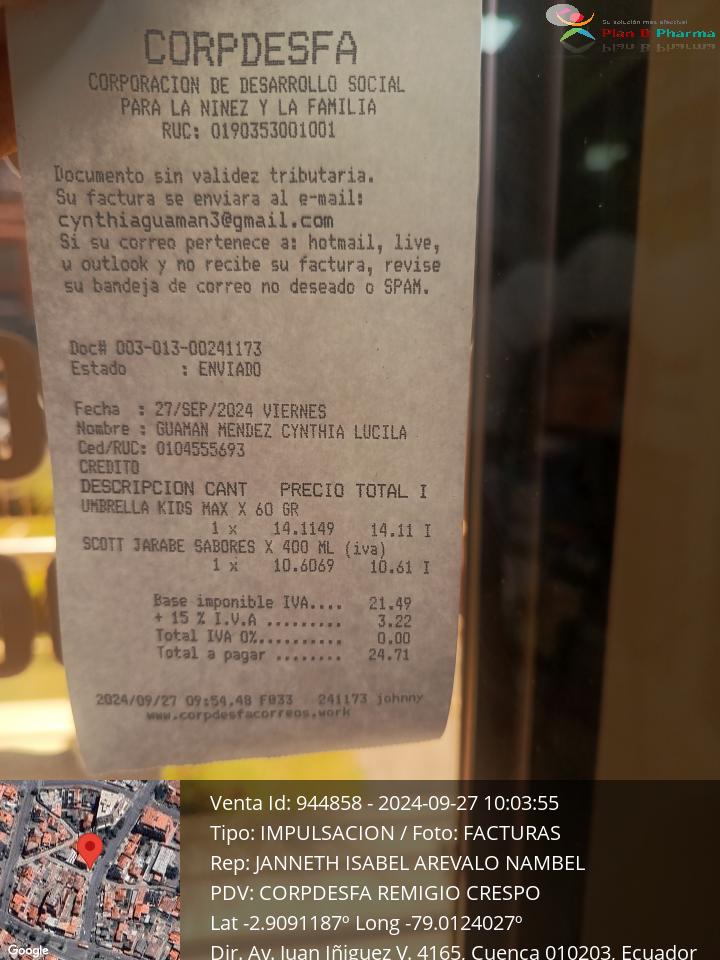 Su solución más efectiva!
Plan B Pharma
CORPDESFA
CORPORACION DE DESARROLLO SOCIAL
PARA LA NINEZ Y LA FAMILIA
RUC: 0190353001001
Documento sin validez tributaria.
Su factura se enviara al e-mail:
cynthiaguaman3@gmail.com
Si su correo pertenece a: hotmail, live,
u outlook y no recibe su factura, revise
su bandeja de correo no deseado o SPAM.
Doc# 003-013-00241173
Estado : ENVIADO
Fecha : 27/SEP/2024 VIERNES
Nombre : GUAMAN MENDEZ CYNTHIA LUCILA
Ced/RUC: 0104555693
CREDITO
DESCRIPCION CANT PRECIO TOTAL I
UMBRELLA KIDS MAX X 60 GR
1 x 14.1149 14.11 I
SCOTT JARABE SABORES X 400 ML (iva)
1 x 10.6069 10.61 I
Base imponible IVA.... 21.49
+ 15 % I.V.A ......... 3.22
Total IVA 0%.......... 0.00
Total a pagar ........ 24.71
2024/09/27 09:54.48 F033 241173 johnny
www.corpdesfacorreos.work
Venta Id: 944858 - 2024-09-27 10:03:55
Tipo: IMPULSACION / Foto: FACTURAS
Rep: JANNETH ISABEL AREVALO NAMBEL
PDV: CORPDESFA REMIGIO CRESPO
Lat -2.9091187º Long -79.0124027º
Dir. Av. Juan Iñiguez V. 4165, Cuenca 010203, Ecuador
Google